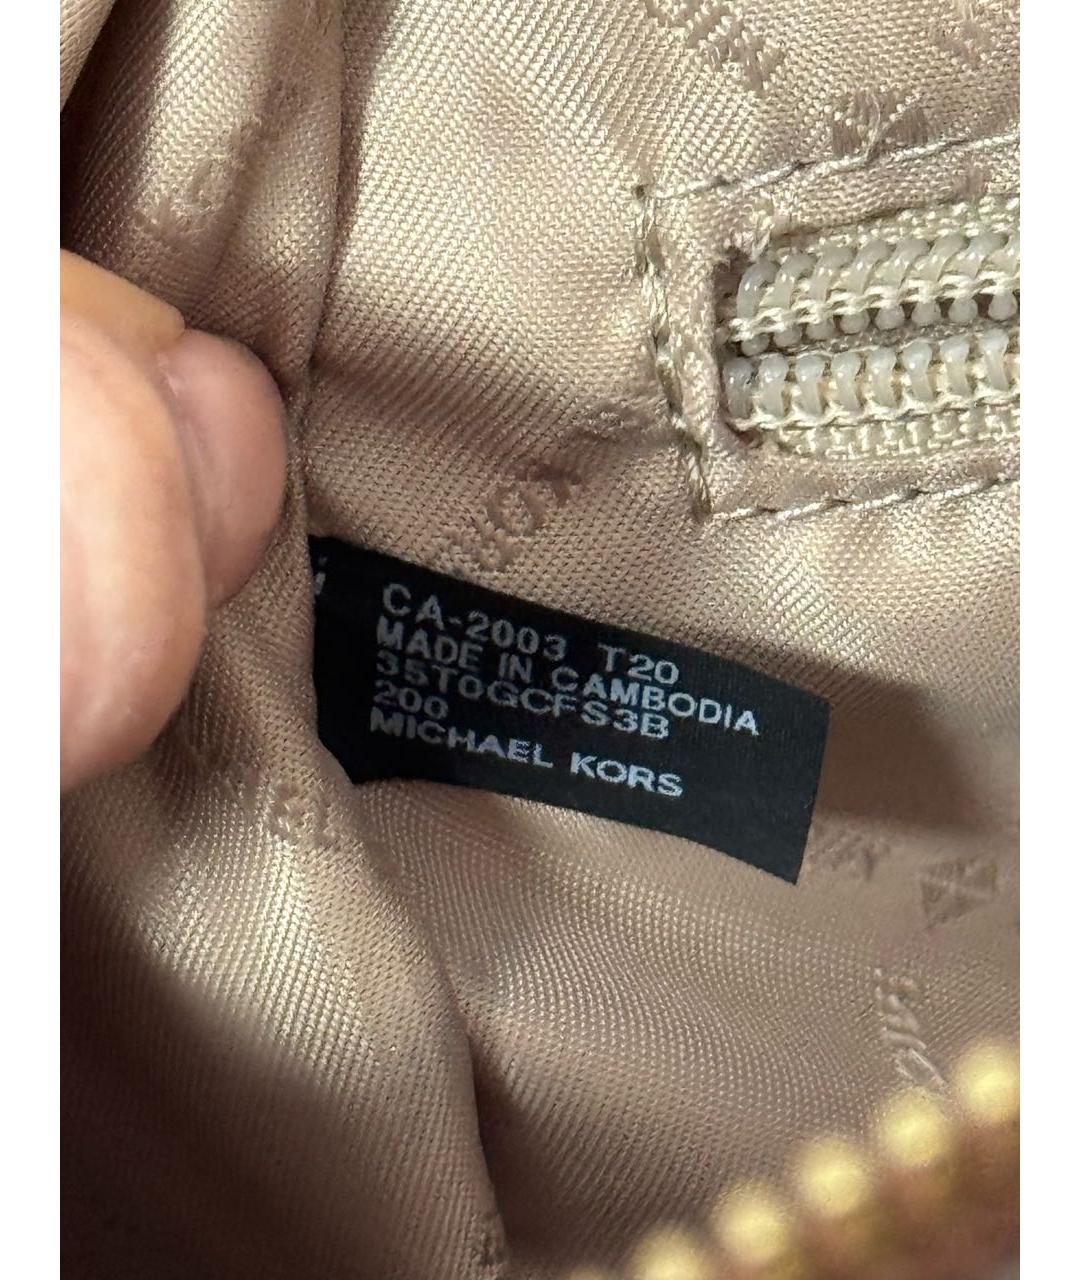 CA-2003 T20
MADE IN CAMBODIA
35T0GCFS3B
200
MICHAEL KORS